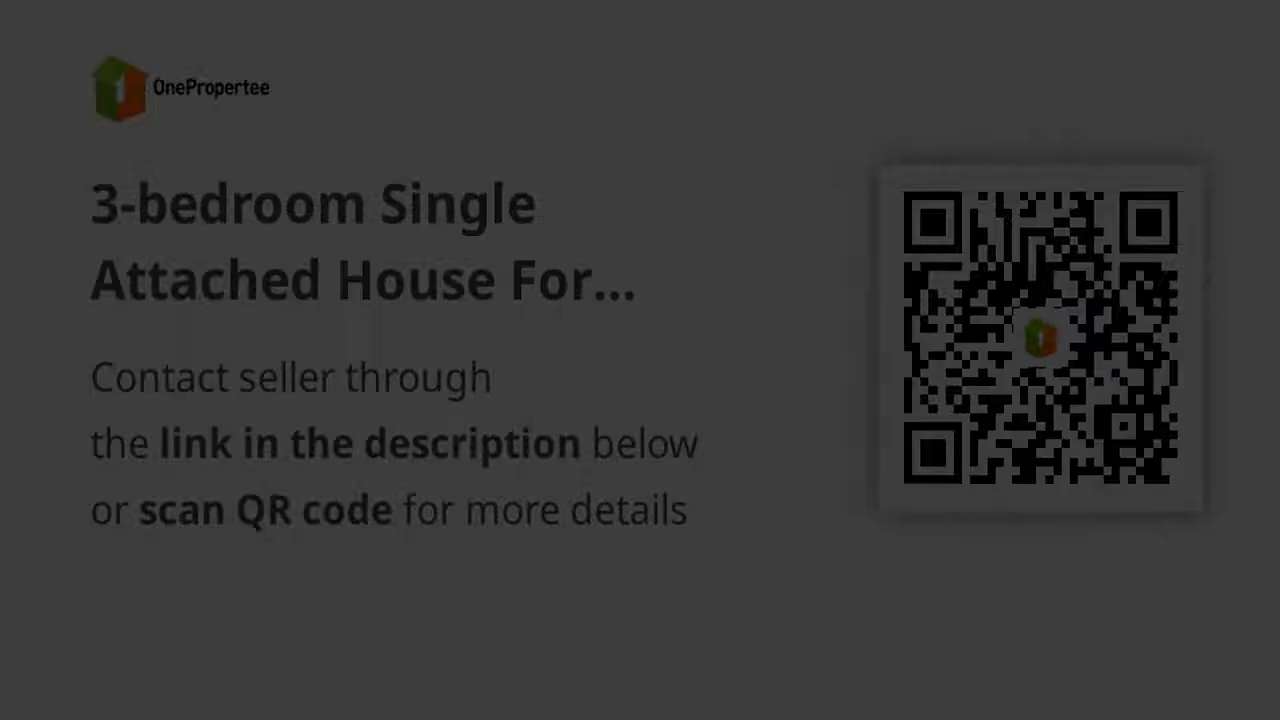 OnePropertee
3-bedroom Single
Attached House For...
Contact seller through
the link in the description below
or scan QR code for more details